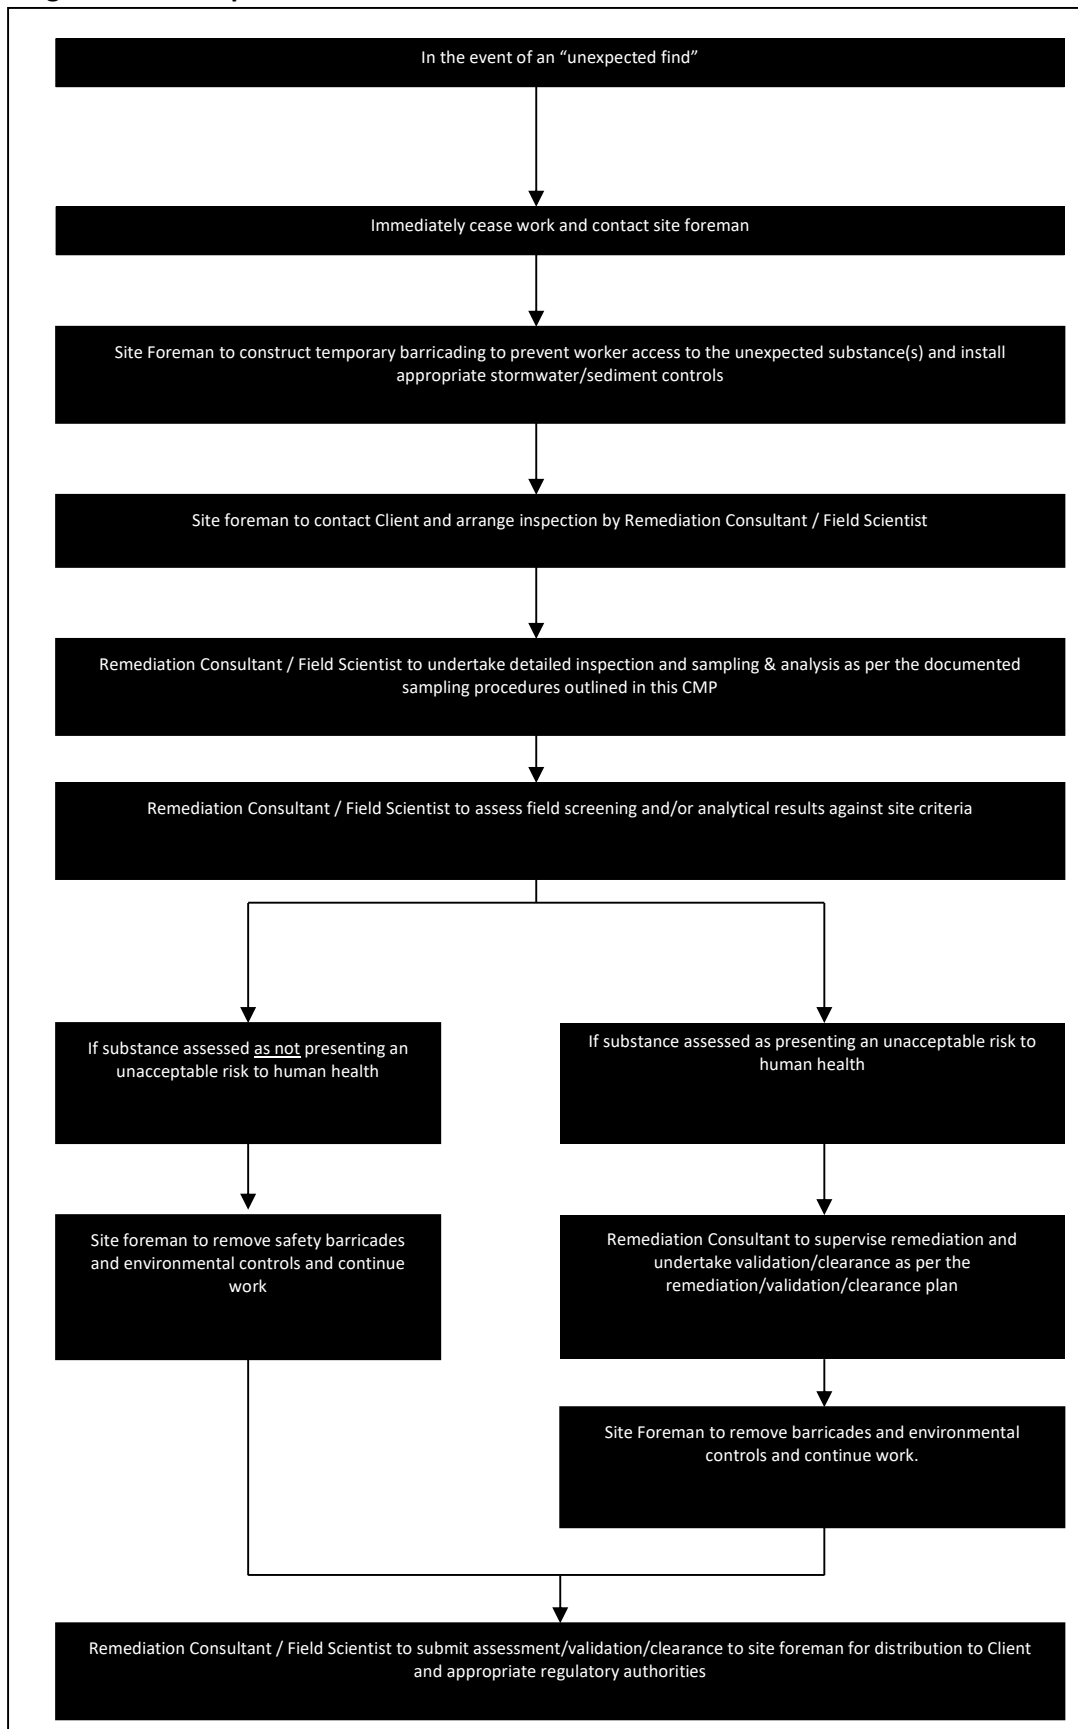 In the event of an “unexpected find”
Immediately cease work and contact site foreman
Site Foreman to construct temporary barricading to prevent worker access to the unexpected substance(s) and install
appropriate stormwater/sediment controls
Site foreman to contact Client and arrange inspection by Remediation Consultant / Field Scientist
Remediation Consultant / Field Scientist to undertake detailed inspection and sampling & analysis as per the documented
sampling procedures outlined in this CMP
Remediation Consultant / Field Scientist to assess field screening and/or analytical results against site criteria
If substance assessed as not presenting an
unacceptable risk to human health
If substance assessed as presenting an unacceptable risk to
human health
Site foreman to remove safety barricades
and environmental controls and continue
work
Remediation Consultant to supervise remediation and
undertake validation/clearance as per the
remediation/validation/clearance plan
Site Foreman to remove barricades and environmental
controls and continue work.
Remediation Consultant / Field Scientist to submit assessment/validation/clearance to site foreman for distribution to Client
and appropriate regulatory authorities